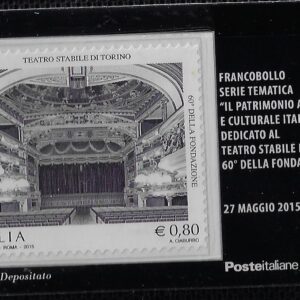 TEATRO STABILE DI TORINO
60° DELLA FONDAZIONE
€ 0,80
A. CIABURRO
LIA
ROMA - 2015
Depositato
FRANCOBOLLO
SERIE TEMATICA
"IL PATRIMONIO A
E CULTURALE ITAL
DEDICATO AL
TEATRO STABILE
60° DELLA FONDA
27 MAGGIO 2015
Posteitaliane